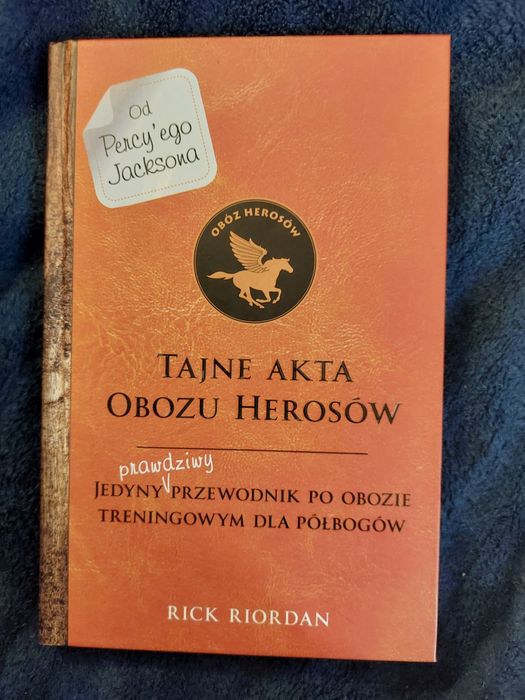 Od
Percy'ego
Jacksona
OBÓZ HEROSÓW
TAJNE AKTA
OBOZU HEROSÓW
prawdziwy
JEDYNY PRZEWODNIK PO OBOZIE
TRENINGOWYM DLA PÓŁBOGÓW
RICK RIORDAN